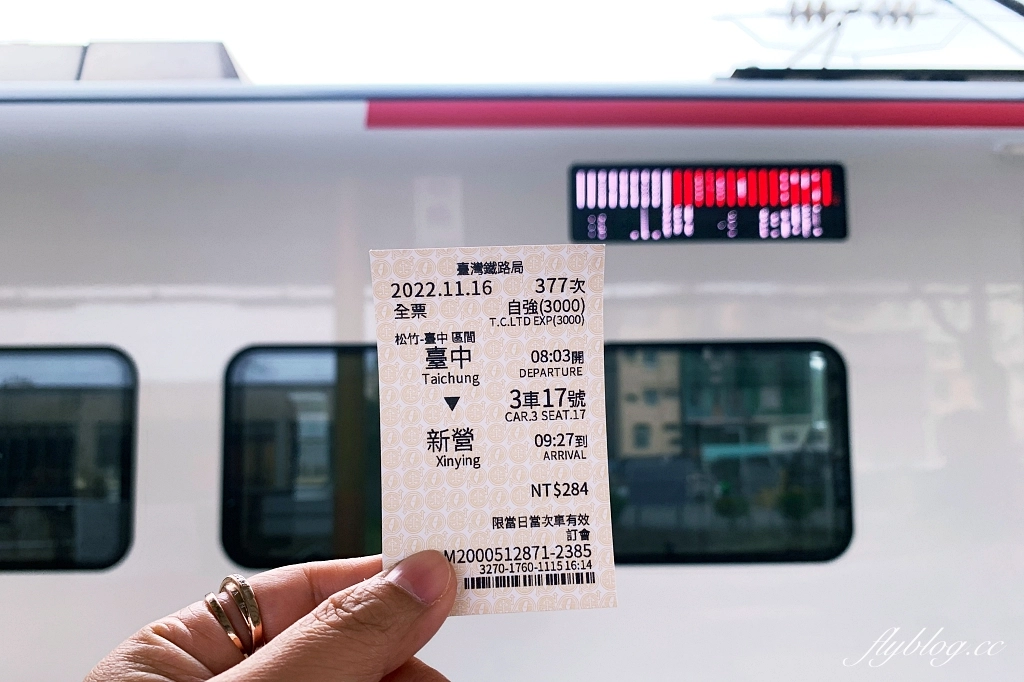 臺灣鐵路局
2022.11.16 377次
全票 自強(3000)
T.C.LTD EXP(3000)
松竹-臺中 區間
臺中 08:03開
Taichung DEPARTURE
▼ 3車17號
CAR.3 SEAT.17
新營 09:27到
Xinying ARRIVAL
NT$284
限當日當次車有效
訂會
M2000512871-2385
3270-1760-1115 16:14
flyblog.cc